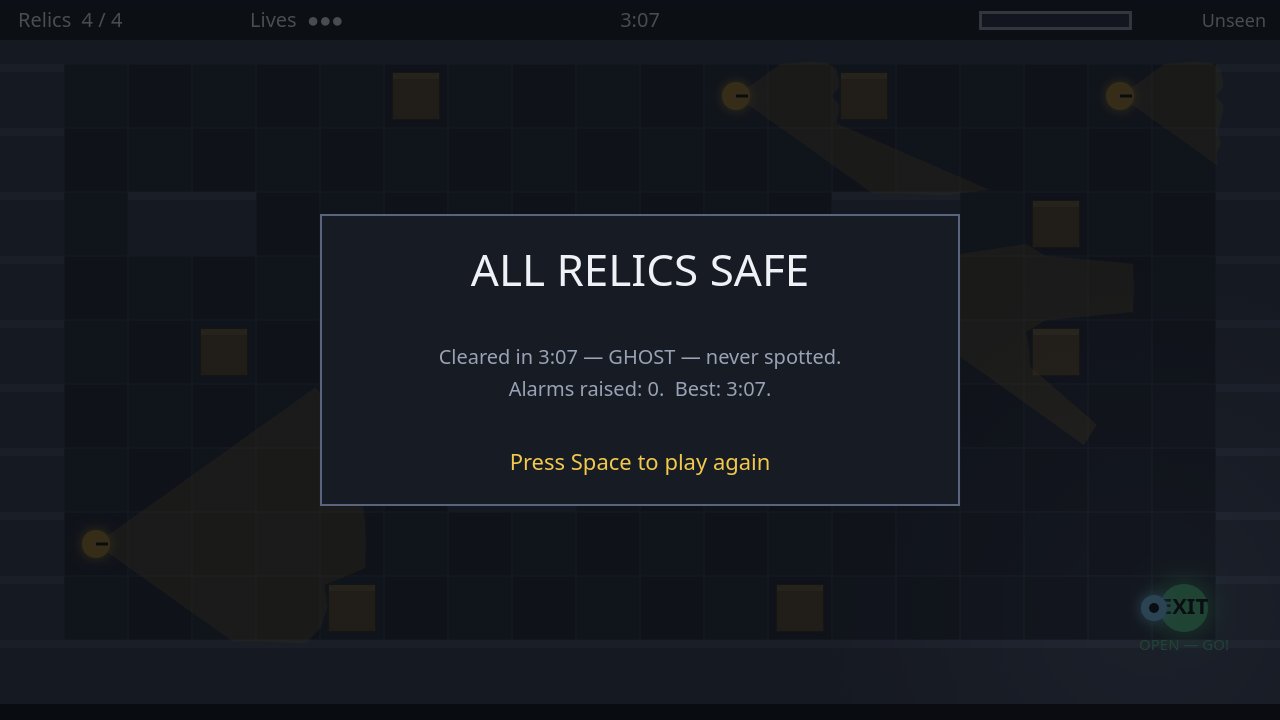 Relics 4 / 4
Lives
3:07
Unseen
ALL RELICS SAFE
Cleared in 3:07 — GHOST — never spotted.
Alarms raised: 0. Best: 3:07.
Press Space to play again
EXIT
OPEN — GO!